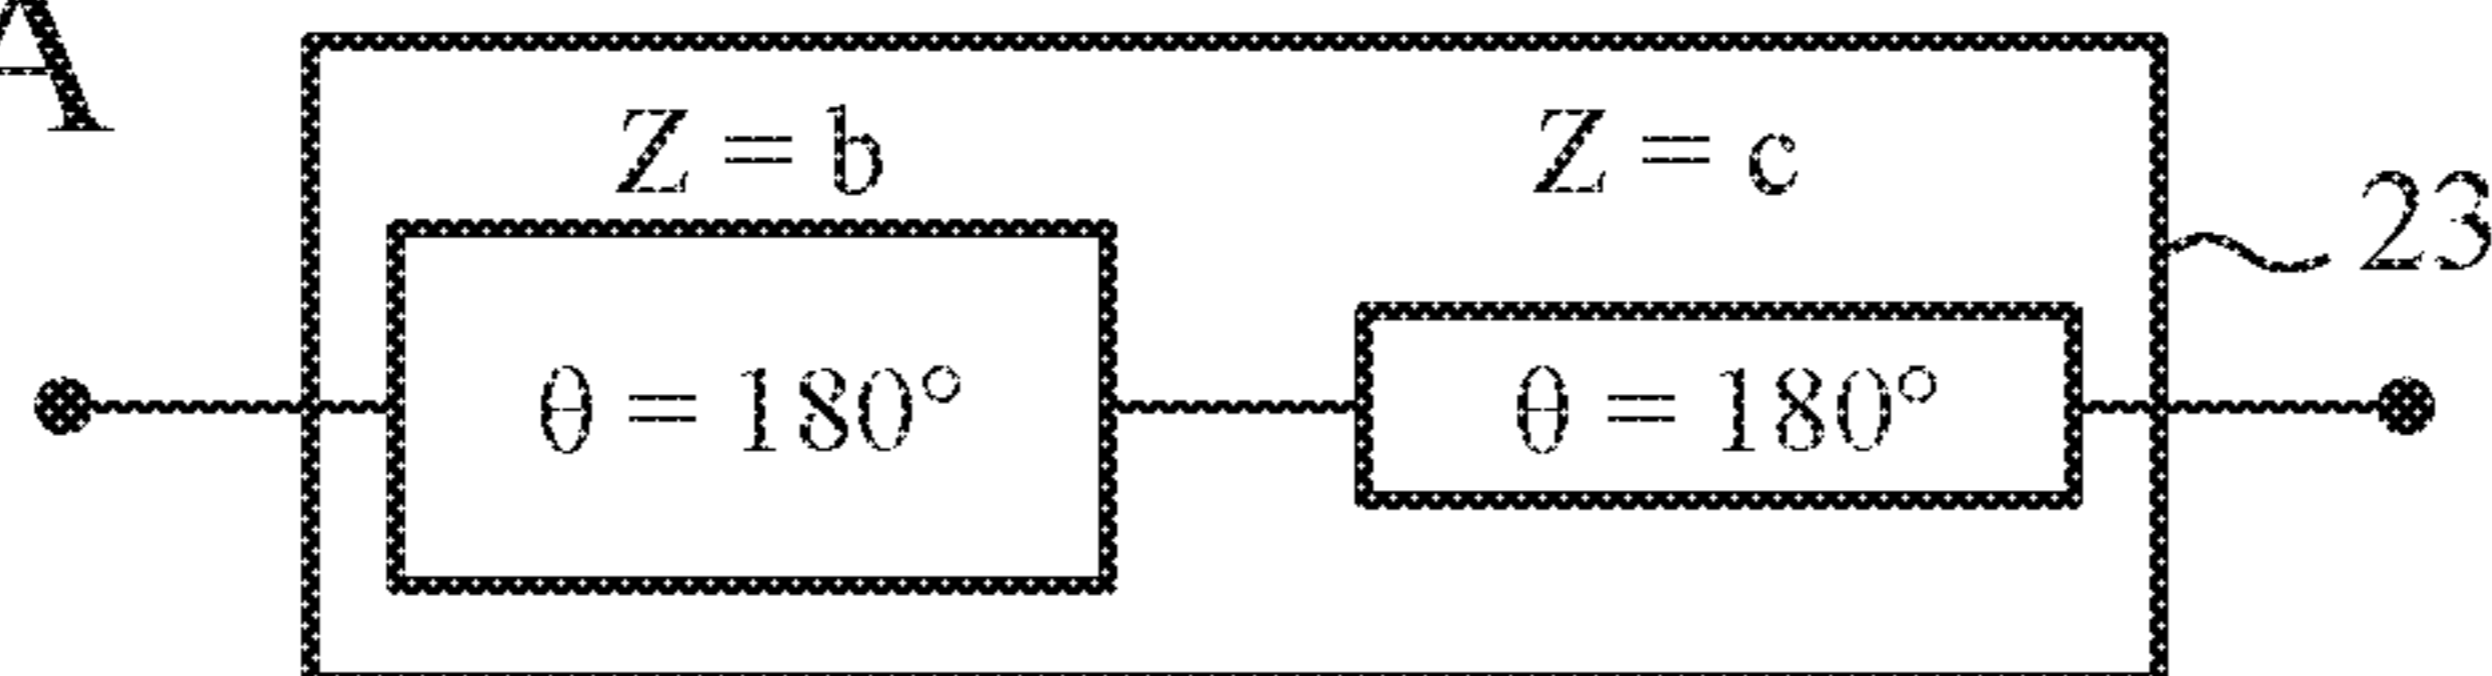 A
Z = b
Z = c
23
θ = 180°
θ = 180°